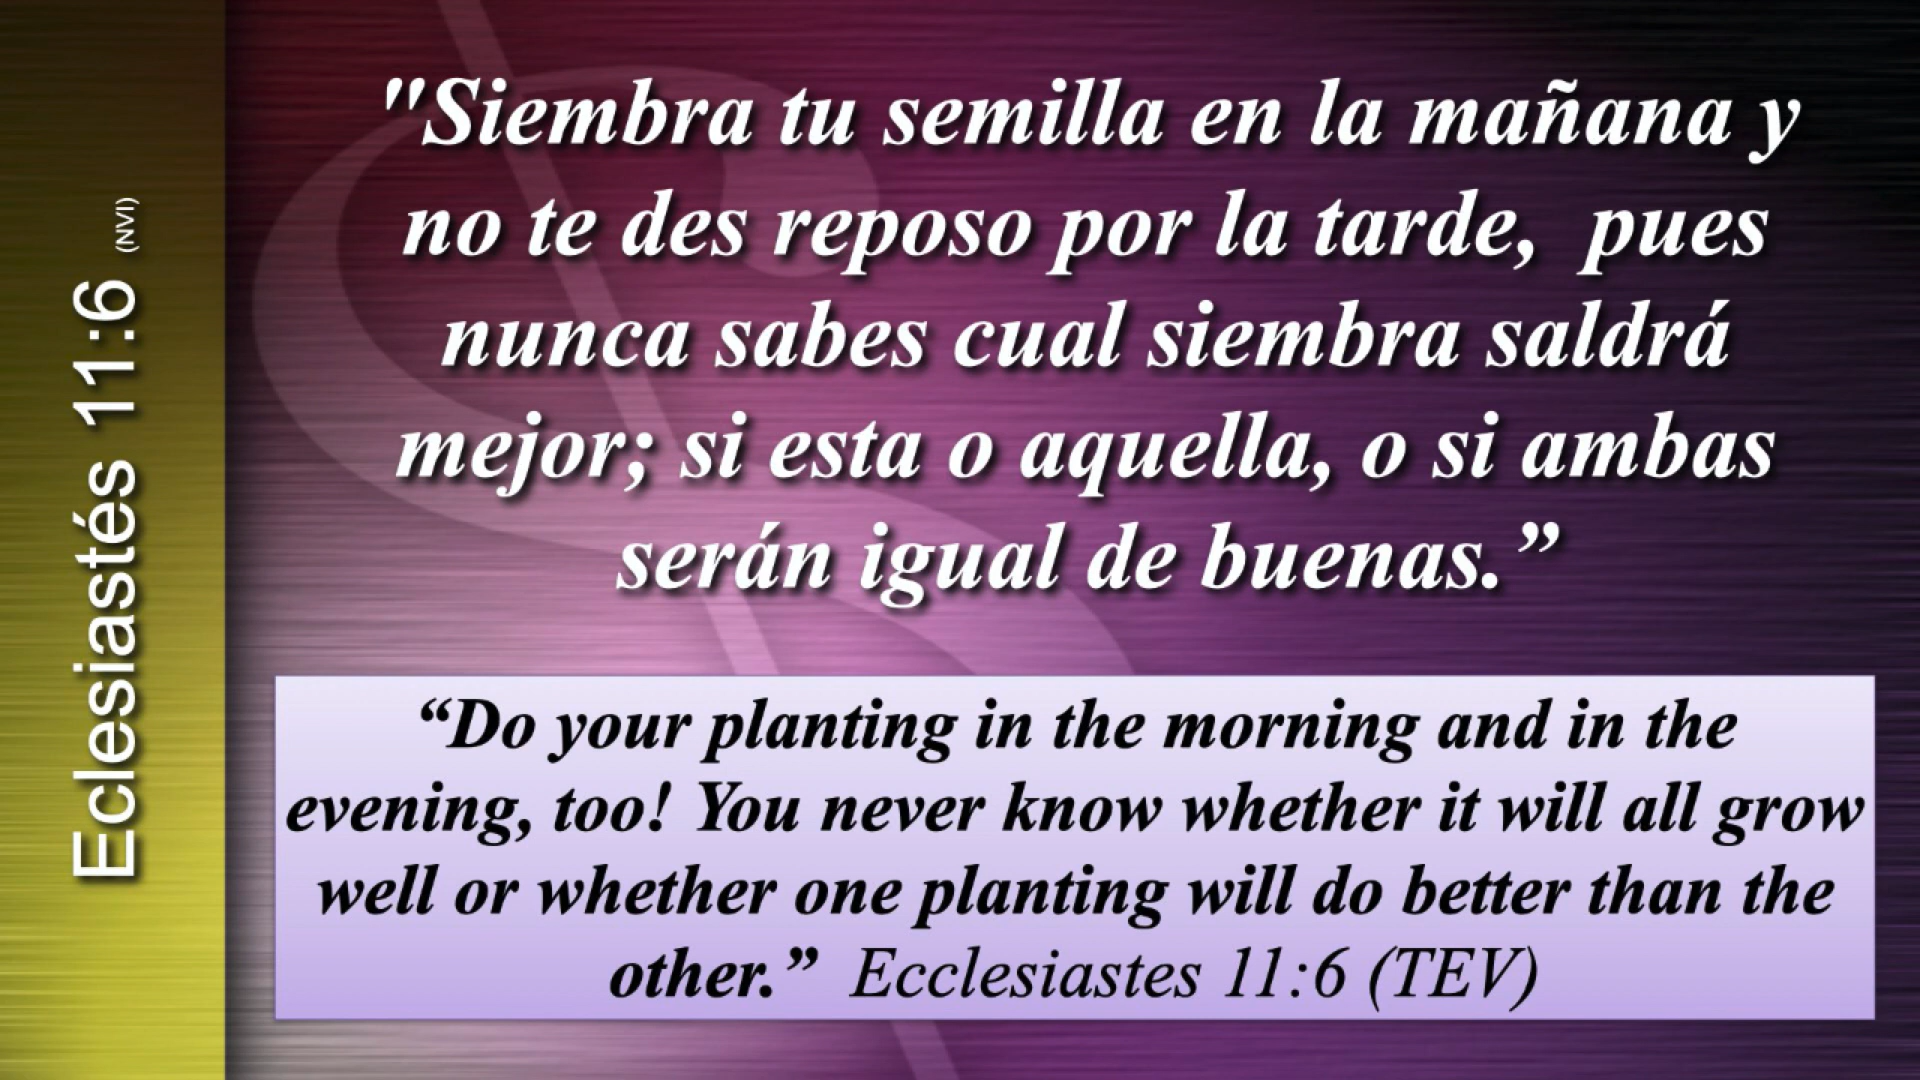 Eclesiastés 11:6 (NVI)
"Siembra tu semilla en la mañana y
no te des reposo por la tarde,  pues
nunca sabes cual siembra saldrá
mejor; si esta o aquella, o si ambas
serán igual de buenas.”
“Do your planting in the morning and in the
evening, too! You never know whether it will all grow
well or whether one planting will do better than the
other.”  Ecclesiastes 11:6 (TEV)